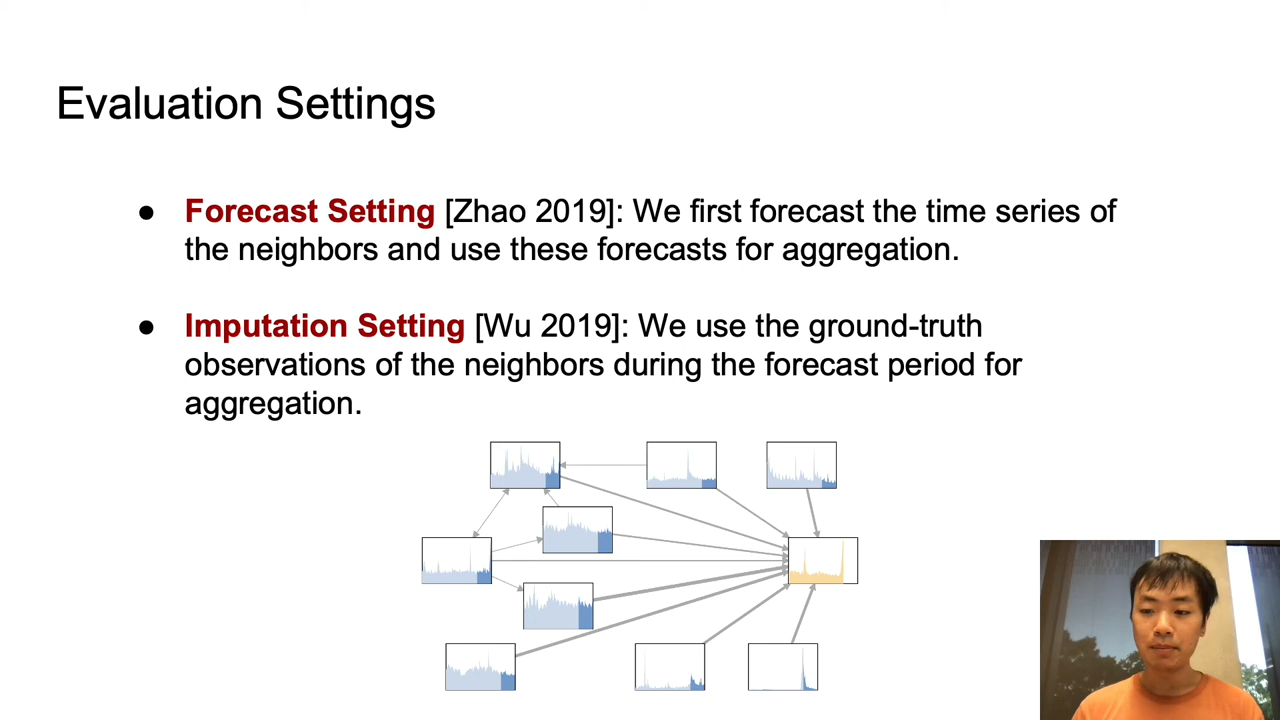 Evaluation Settings
● Forecast Setting [Zhao 2019]: We first forecast the time series of
the neighbors and use these forecasts for aggregation.
● Imputation Setting [Wu 2019]: We use the ground-truth
observations of the neighbors during the forecast period for
aggregation.